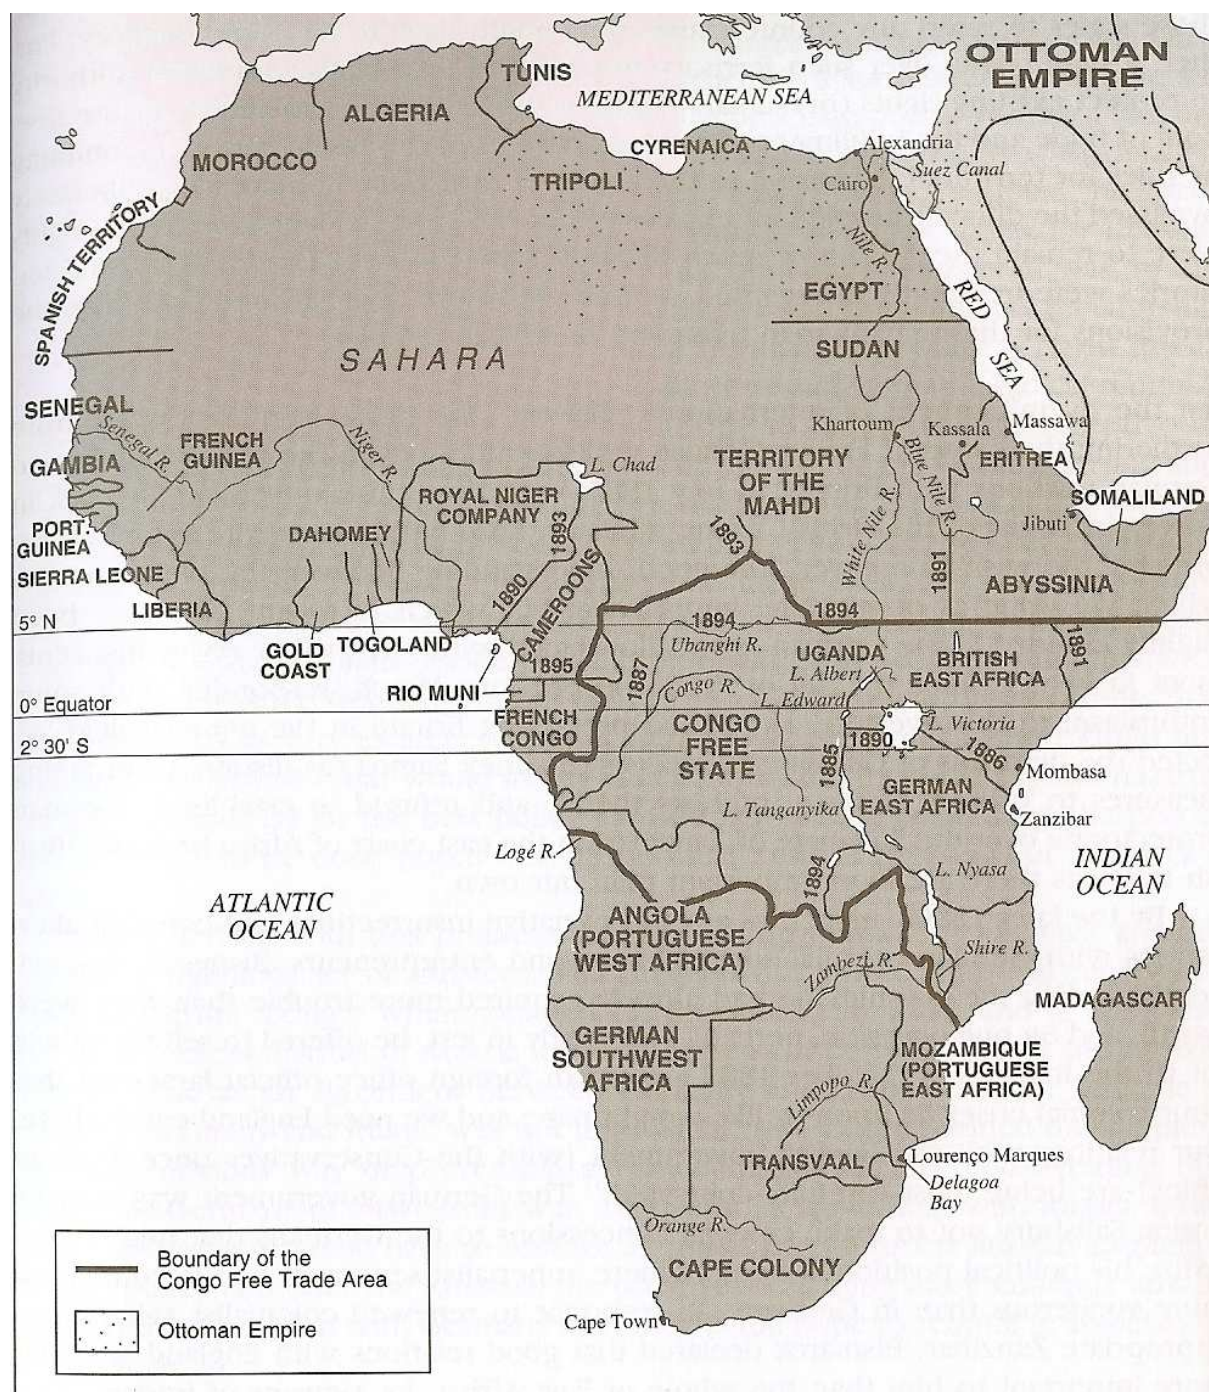 OTTOMAN
EMPIRE
TUNIS
MEDITERRANEAN SEA
ALGERIA
MOROCCO
CYRENAICA
Alexandria
Suez Canal
Cairo
TRIPOLI
SPANISH TERRITORY
Nile R.
EGYPT
RED
SEA
SUDAN
SAHARA
SENEGAL
Senegal R.
FRENCH
GUINEA
Niger R.
Khartoum
Kassala
Massawa
GAMBIA
L. Chad
TERRITORY
OF THE
MAHDI
Blue Nile R.
ERITREA
ROYAL NIGER
COMPANY
SOMALILAND
PORT.
GUINEA
DAHOMEY
1893
1893
Jibuti
White Nile R.
1891
SIERRA LEONE
ABYSSINIA
LIBERIA
1890
CAMEROONS
5° N
1894
1894
GOLD
COAST
TOGOLAND
Ubanghi R.
UGANDA
BRITISH
EAST AFRICA
1891
1895
1887
L. Albert
RIO MUNI
Congo R.
L. Edward
0° Equator
FRENCH
CONGO
CONGO
FREE
STATE
L. Victoria
1890
1886
2° 30' S
1885
Mombasa
GERMAN
EAST AFRICA
L. Tanganyika
Zanzibar
Logé R.
1894
L. Nyasa
INDIAN
OCEAN
ATLANTIC
OCEAN
ANGOLA
(PORTUGUESE
WEST AFRICA)
Zambezi R.
Shire R.
MADAGASCAR
GERMAN
SOUTHWEST
AFRICA
MOZAMBIQUE
(PORTUGUESE
EAST AFRICA)
Limpopo R.
TRANSVAAL
Lourenço Marques
Delagoa
Bay
Orange R.
CAPE COLONY
Cape Town
Boundary of the
Congo Free Trade Area
Ottoman Empire